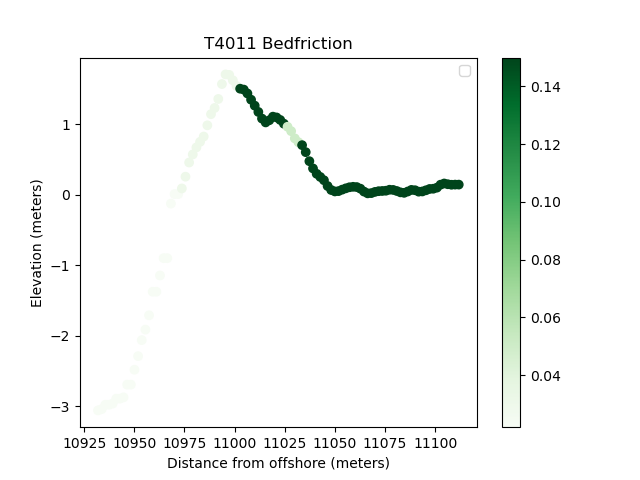 T4011 Bedfriction
Elevation (meters)
1
0
−1
−2
−3
10925 10950 10975 11000 11025 11050 11075 11100
Distance from offshore (meters)
0.14
0.12
0.10
0.08
0.06
0.04